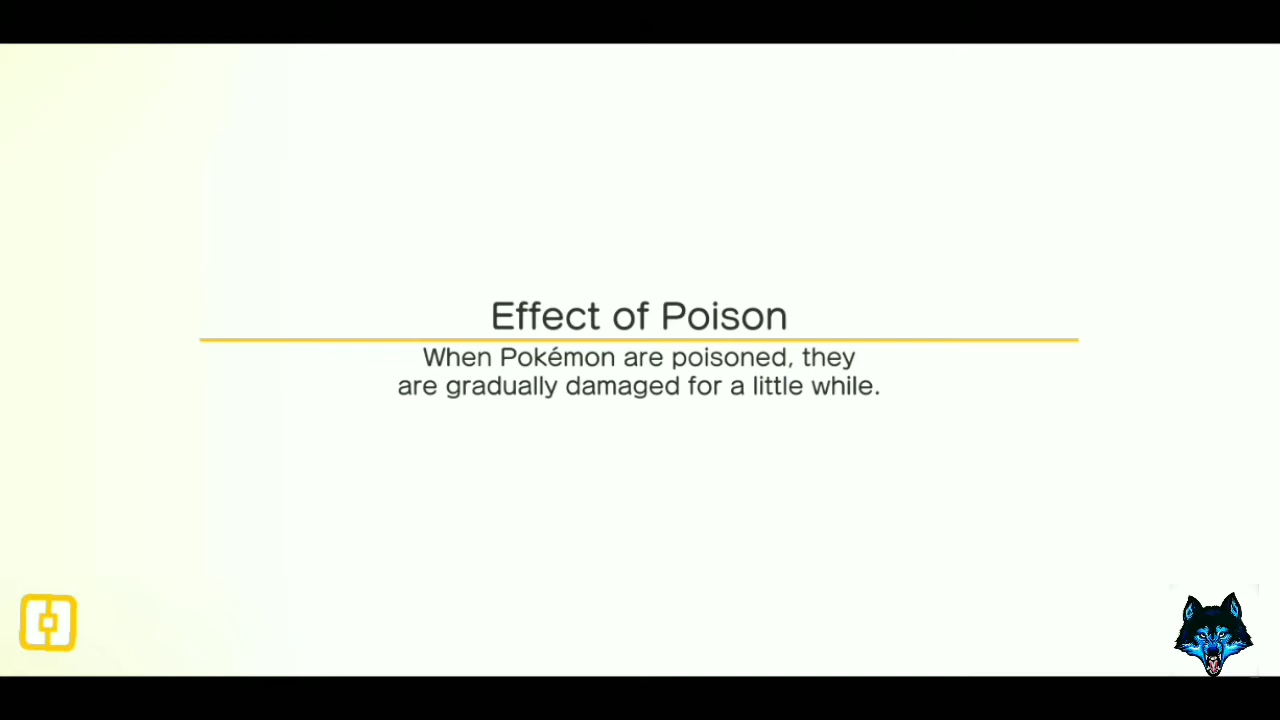 Effect of Poison
When Pokémon are poisoned, they
are gradually damaged for a little while.